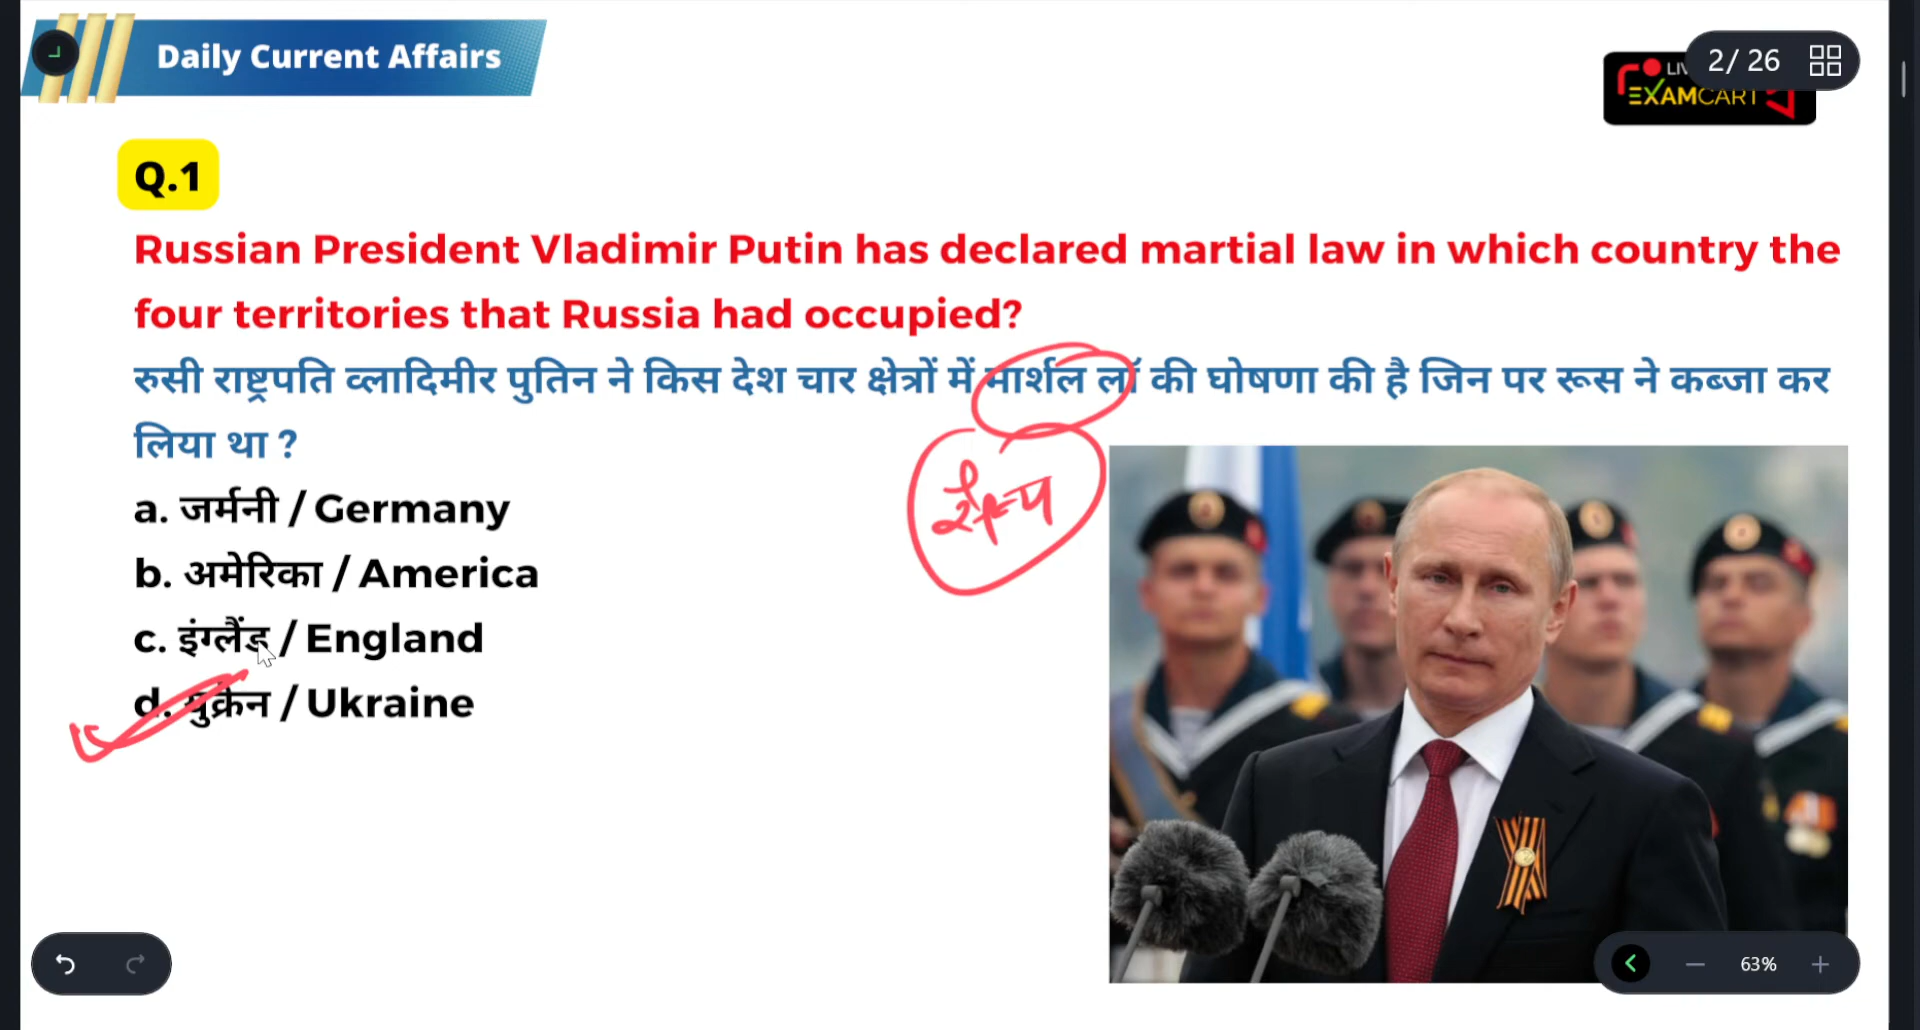 Daily Current Affairs
2/ 26
EXAMCART
Q.1
Russian President Vladimir Putin has declared martial law in which country the
four territories that Russia had occupied?
रुसी राष्ट्रपति व्लादिमीर पुतिन ने किस देश चार क्षेत्रों में मार्शल लॉ की घोषणा की है जिन पर रूस ने कब्जा कर
लिया था ?
a. जर्मनी / Germany
b. अमेरिका / America
c. इंग्लैंड / England
d. युक्रेन / Ukraine
63%